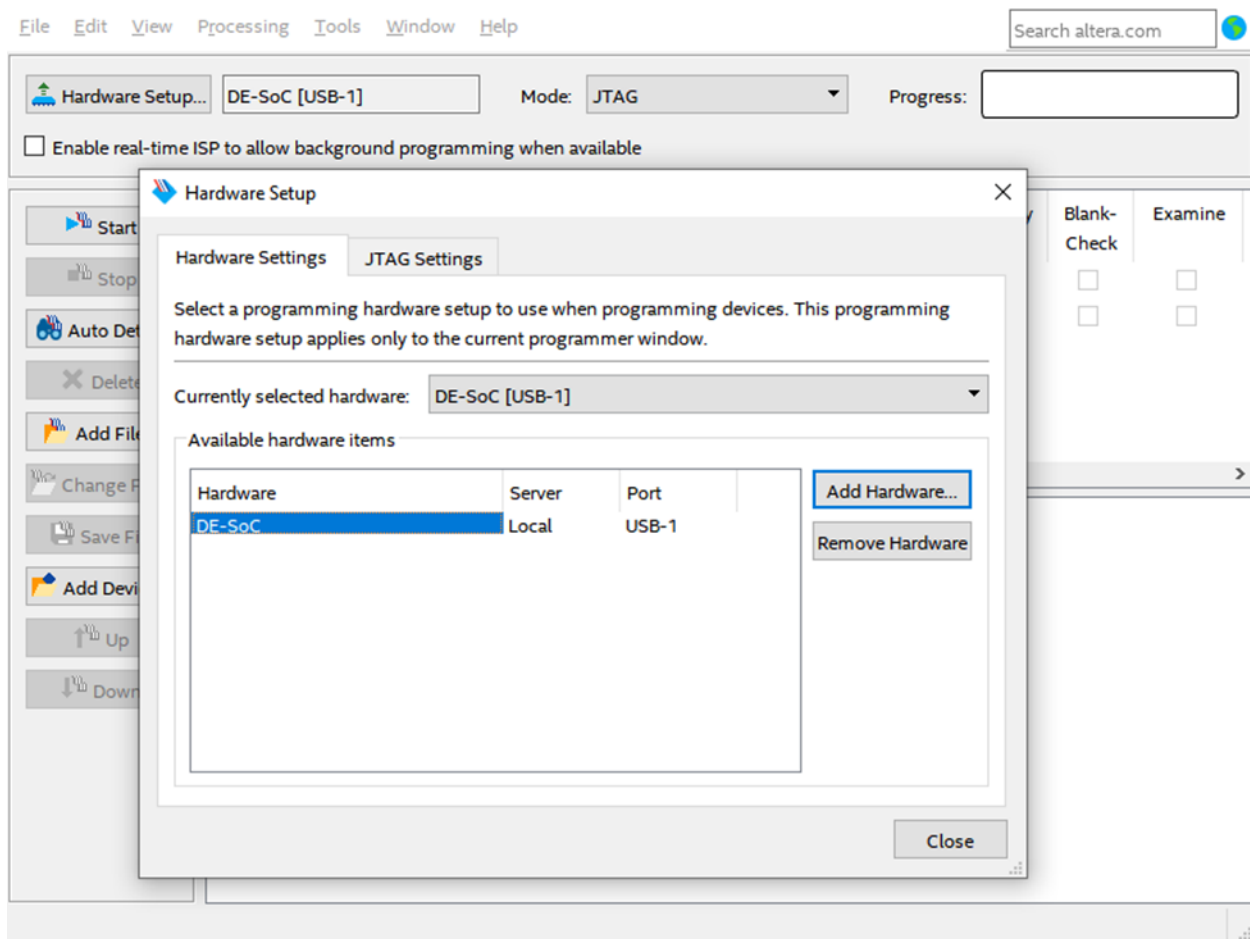 File Edit View Processing Tools Window Help
Search altera.com
Hardware Setup... DE-SoC [USB-1] Mode: JTAG Progress:
Enable real-time ISP to allow background programming when available
Hardware Setup
Start
Stop
Auto Det
Delete
Add File
Change F
Save Fi
Add Devi
Up
Down
Hardware Settings JTAG Settings
Select a programming hardware setup to use when programming devices. This programming
hardware setup applies only to the current programmer window.
Currently selected hardware: DE-SoC [USB-1]
Available hardware items
Hardware Server Port
DE-SoC Local USB-1
Add Hardware...
Remove Hardware
Close
y Blank- Examine
Check